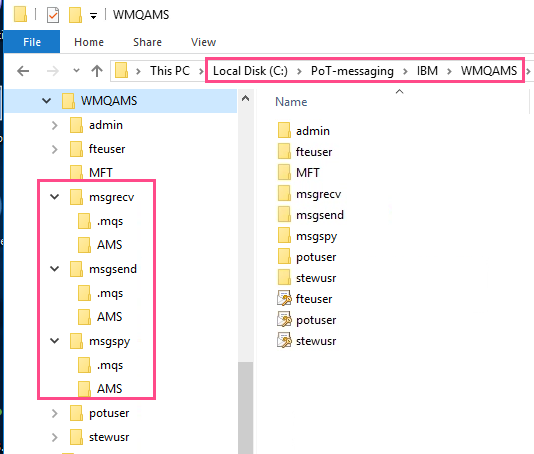 WMQAMS
File Home Share View
This PC > Local Disk (C:) > PoT-messaging > IBM > WMQAMS >
WMQAMS
admin
fteuser
MFT
msgrecv
.mqs
AMS
msgsend
.mqs
AMS
msgspy
.mqs
AMS
potuser
stewusr
Name
admin
fteuser
MFT
msgrecv
msgsend
msgspy
potuser
stewusr
fteuser
potuser
stewusr